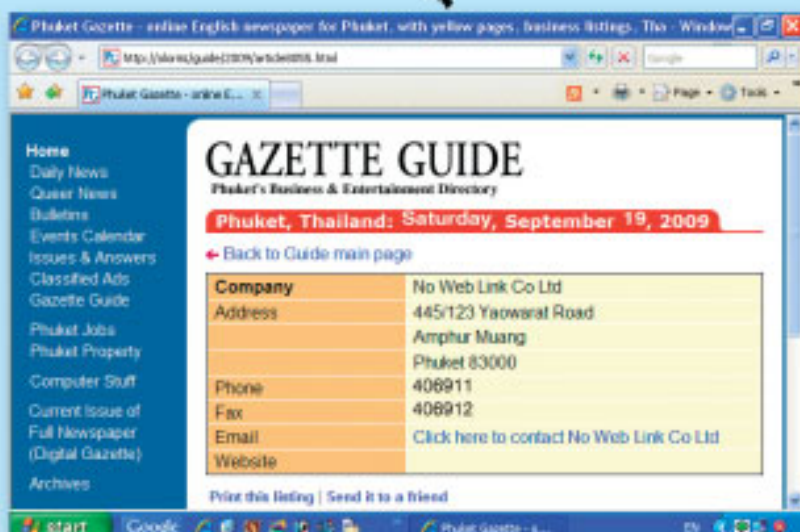 Phuket Gazette - online English newspaper for Phuket, with yellow pages, business listings, Tha - Window
Phuket Gazette - online E...
Page
Tools
Home
Daily News
Queer News
Bulletins
Events Calendar
Issues & Answers
Classified Ads
Gazette Guide
Phuket Jobs
Phuket Property
Computer Stuff
Current Issue of
Full Newspaper
(Digital Gazette)
Archives
GAZETTE GUIDE
Phuket's Business & Entertainment Directory
Phuket, Thailand: Saturday, September 19, 2009
Back to Guide main page
Company No Web Link Co Ltd
Address 445/123 Yaowarat Road
Amphur Muang
Phuket 83000
Phone 406911
Fax 406912
Email Click here to contact No Web Link Co Ltd
Website
Print this listing | Send it to a friend
start Google Phuket Gazette - o... EN